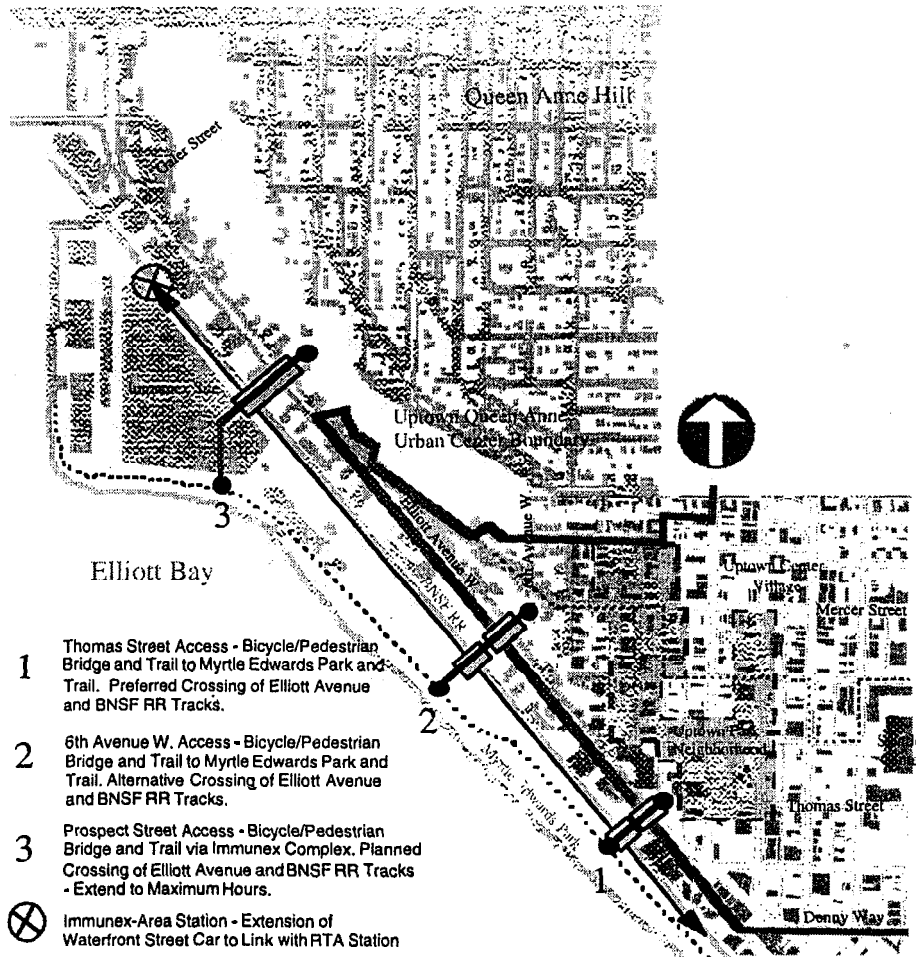 Queen Anne Hill
Galer Street
Uptown Queen Anne
Urban Center Boundary
3
Elliott Avenue W.
6th Avenue W.
BNSF RR
Elliott Bay
Uptown Center
Village
Mercer Street
1
Thomas Street Access - Bicycle/Pedestrian
Bridge and Trail to Myrtle Edwards Park and
Trail. Preferred Crossing of Elliott Avenue
and BNSF RR Tracks.
2
Uptown Park
Neighborhood
2
6th Avenue W. Access - Bicycle/Pedestrian
Bridge and Trail to Myrtle Edwards Park and
Trail. Alternative Crossing of Elliott Avenue
and BNSF RR Tracks.
Myrtle Edwards Park
Thomas Street
3
Prospect Street Access - Bicycle/Pedestrian
Bridge and Trail via Immunex Complex. Planned
Crossing of Elliott Avenue and BNSF RR Tracks
- Extend to Maximum Hours.
1
Immunex-Area Station - Extension of
Waterfront Street Car to Link with RTA Station
Denny Way